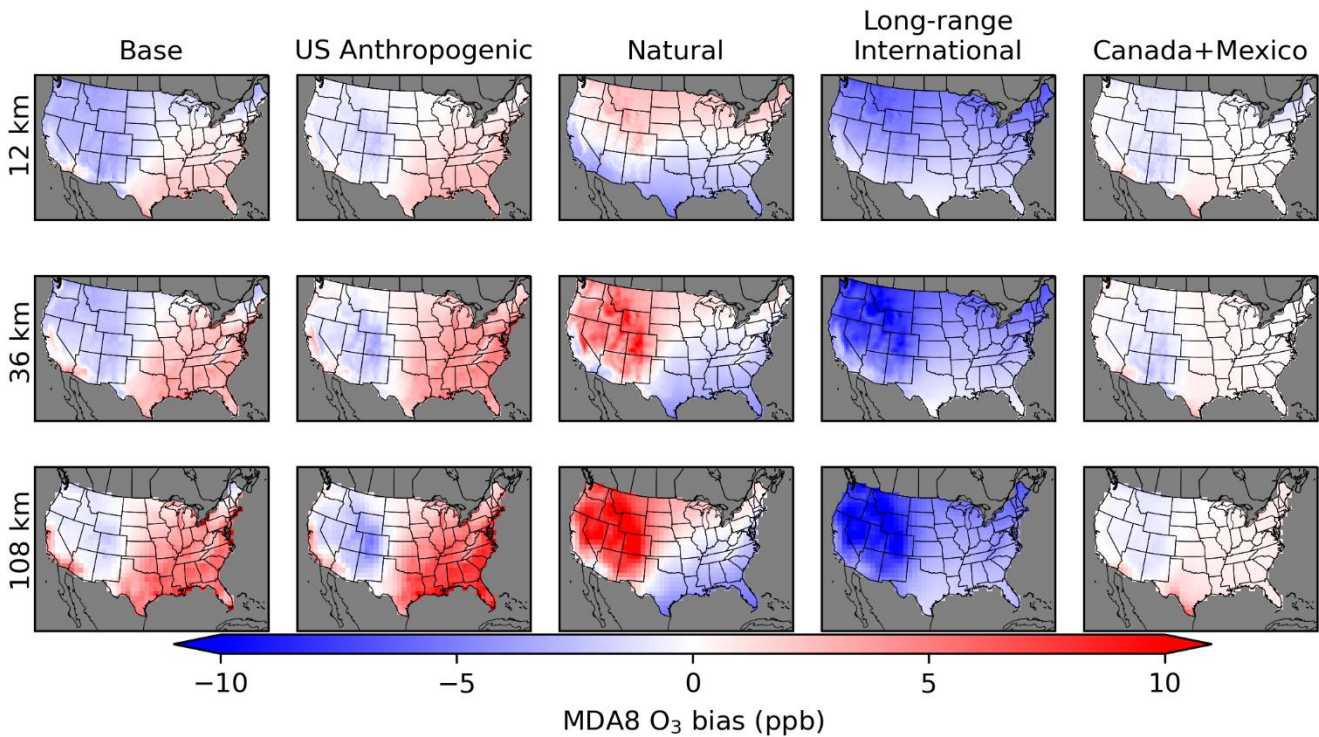 Base
US Anthropogenic
Natural
Long-range
International
Canada+Mexico
12 km
36 km
108 km
−10
−5
0
5
10
MDA8 O₃ bias (ppb)